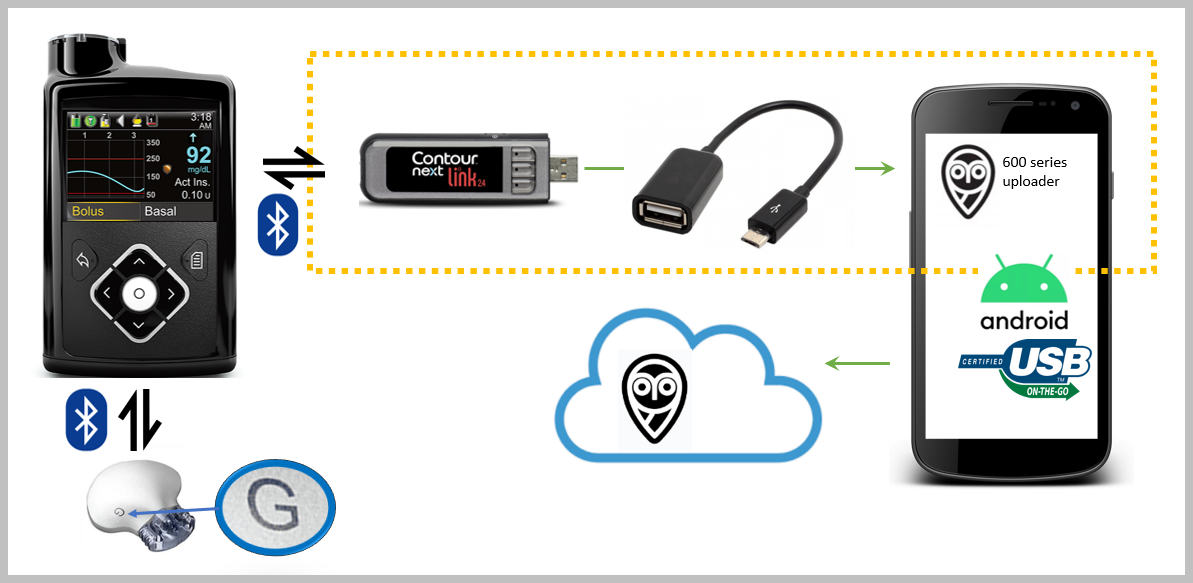 3:18
AM
1 2 3
350
250
150
50
92
mg/dL
Act Ins.
0.10 U
Bolus Basal
Contour
next
link 24
600 series
uploader
android
CERTIFIED USB
TM
ON-THE-GO
G
G